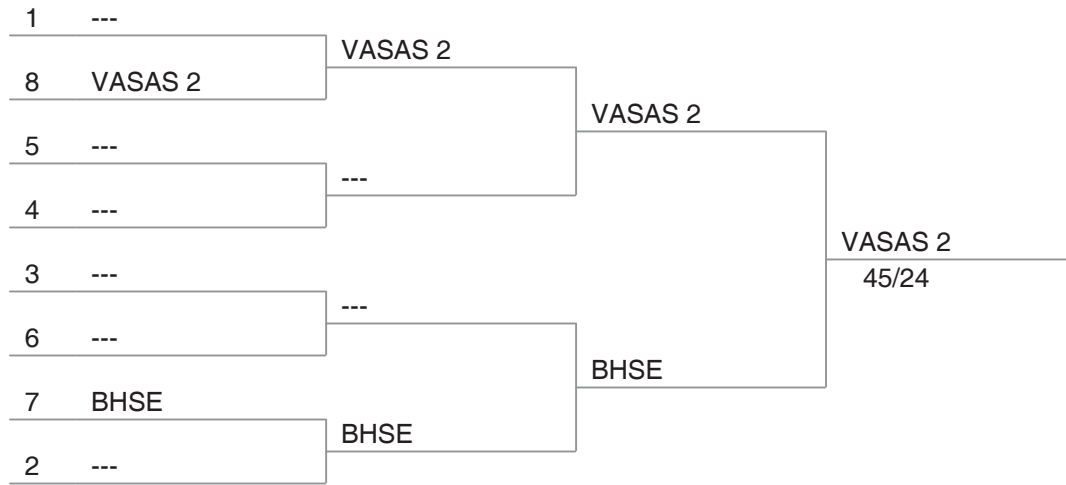 1 ---
VASAS 2
8 VASAS 2
VASAS 2
5 ---
---
4 ---
VASAS 2
45/24
3 ---
---
6 ---
BHSE
7 BHSE
BHSE
2 ---